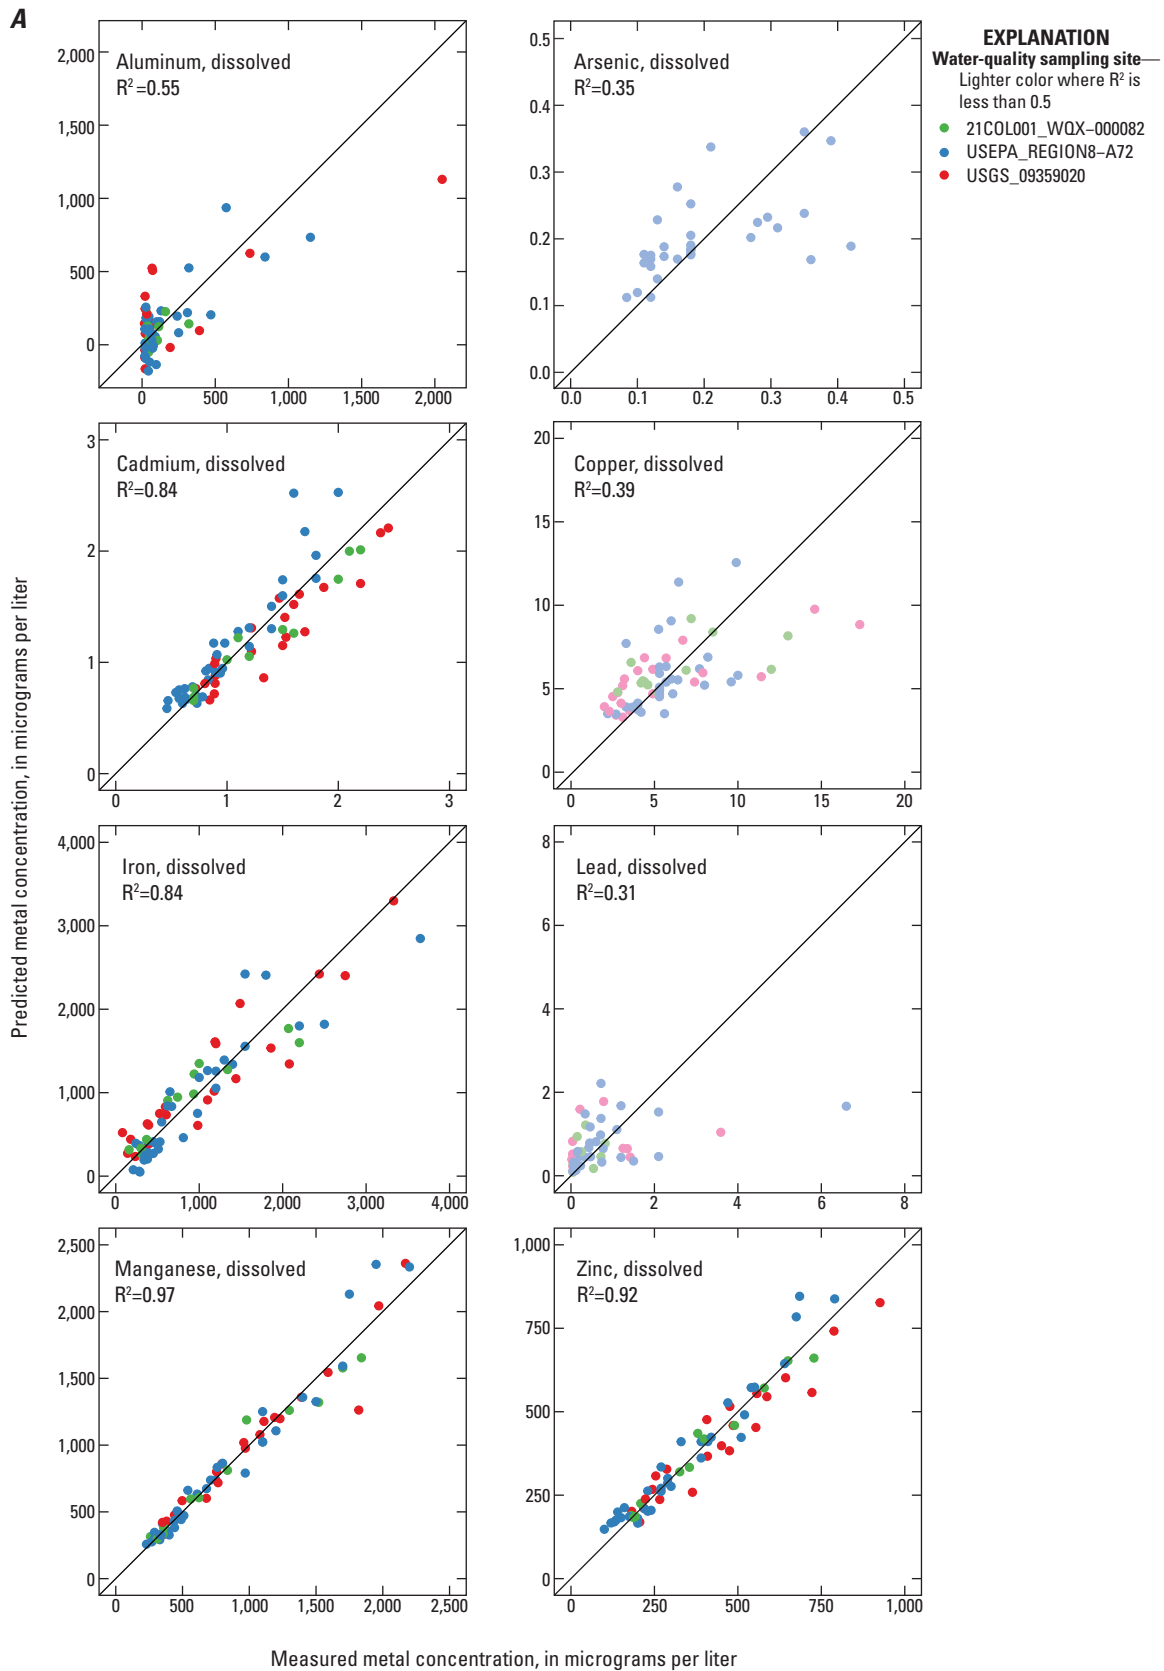 A
EXPLANATION
Water-quality sampling site—
Lighter color where R² is
less than 0.5
21COL001_WQX–000082
USEPA_REGION8–A72
USGS_09359020
Predicted metal concentration, in micrograms per liter
Aluminum, dissolved
R²=0.55
2,000
1,500
1,000
500
0
0 500 1,000 1,500 2,000
Arsenic, dissolved
R²=0.35
0.5
0.4
0.3
0.2
0.1
0.0
0.0 0.1 0.2 0.3 0.4 0.5
Cadmium, dissolved
R²=0.84
3
2
1
0
0 1 2 3
Copper, dissolved
R²=0.39
20
15
10
5
0
0 5 10 15 20
Iron, dissolved
R²=0.84
4,000
3,000
2,000
1,000
0
0 1,000 2,000 3,000 4,000
Lead, dissolved
R²=0.31
8
6
4
2
0
0 2 4 6 8
Manganese, dissolved
R²=0.97
2,500
2,000
1,500
1,000
500
0
0 500 1,000 1,500 2,000 2,500
Zinc, dissolved
R²=0.92
1,000
750
500
250
0
0 250 500 750 1,000
Measured metal concentration, in micrograms per liter